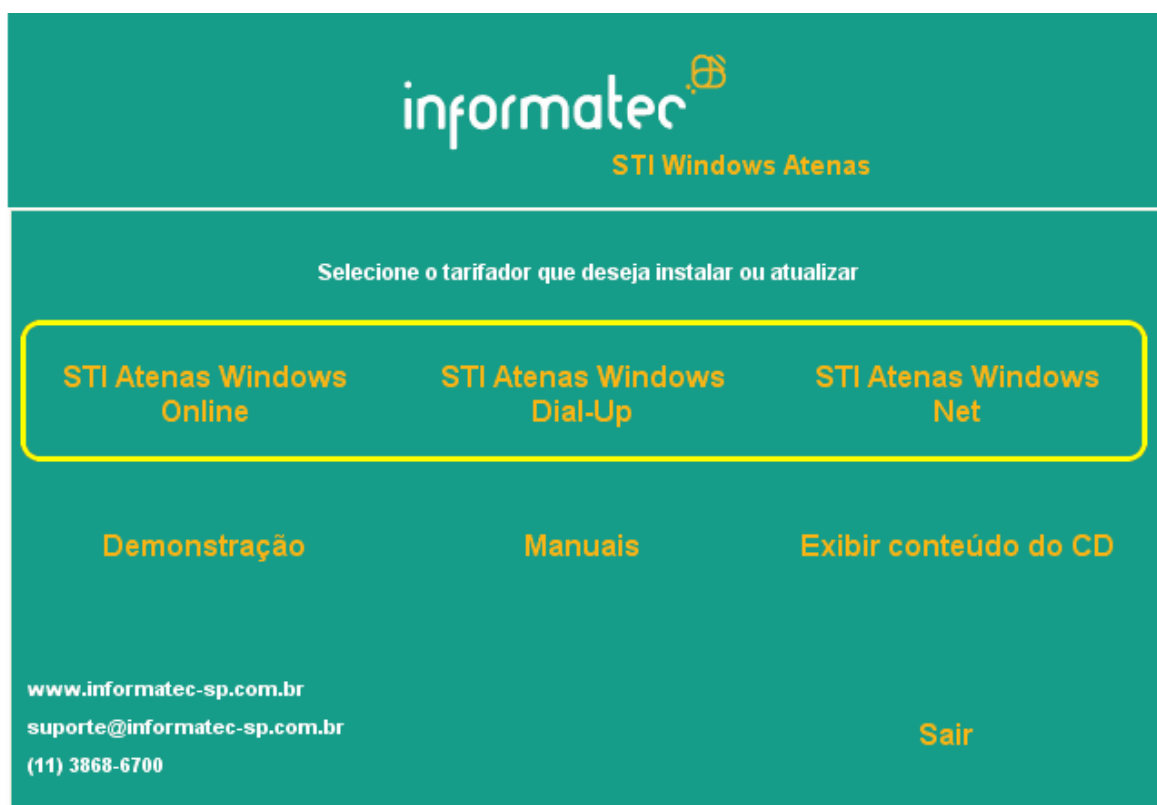 informatec
STI Windows Atenas
Selecione o tarifador que deseja instalar ou atualizar
STI Atenas Windows
Online
STI Atenas Windows
Dial-Up
STI Atenas Windows
Net
Demonstração
Manuais
Exibir conteúdo do CD
www.informatec-sp.com.br
suporte@informatec-sp.com.br
(11) 3868-6700
Sair